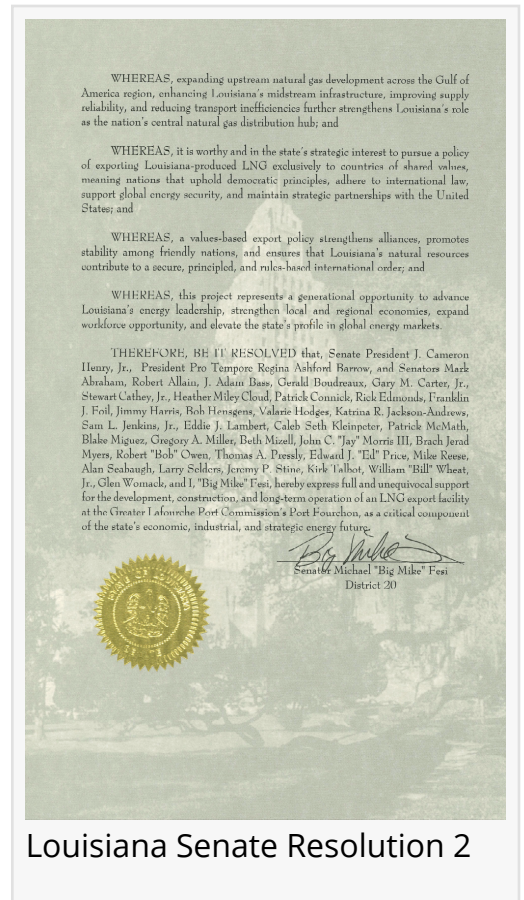 WHEREAS, expanding upstream natural gas development across the Gulf of
America region, enhancing Louisiana's midstream infrastructure, improving supply
reliability, and reducing transport inefficiencies further strengthens Louisiana's role
as the nation's central natural gas distribution hub; and
WHEREAS, it is worthy and in the state's strategic interest to pursue a policy
of exporting Louisiana-produced LNG exclusively to countries of shared values,
meaning nations that uphold democratic principles, adhere to international law,
support global energy security, and maintain strategic partnerships with the United
States; and
WHEREAS, a values-based export policy strengthens alliances, promotes
stability among friendly nations, and ensures that Louisiana's natural resources
contribute to a secure, principled, and rules-based international order; and
WHEREAS, this project represents a generational opportunity to advance
Louisiana's energy leadership, strengthen local and regional economies, expand
workforce opportunity, and elevate the state's profile in global energy markets.
THEREFORE, BE IT RESOLVED that, Senate President J. Cameron
Henry, Jr., President Pro Tempore Regina Ashford Barrow, and Senators Mark
Abraham, Robert Allain, J. Adam Bass, Gerald Boudreaux, Gary M. Carter, Jr.,
Stewart Cathey, Jr., Heather Miley Cloud, Patrick Connick, Rick Edmonds, Franklin
J. Foil, Jimmy Harris, Bob Hensgens, Valarie Hodges, Katrina R. Jackson-Andrews,
Sam L. Jenkins, Jr., Eddie J. Lambert, Caleb Seth Kleinpeter, Patrick McMath,
Blake Miguez, Gregory A. Miller, Beth Mizell, John C. "Jay" Morris III, Brach Jerad
Myers, Robert "Bob" Owen, Thomas A. Pressly, Edward J. "Ed" Price, Mike Reese,
Alan Seabaugh, Larry Selders, Jeremy P. Stine, Kirk Talbot, William "Bill" Wheat,
Jr., Glen Womack, and I, "Big Mike" Fesi, hereby express full and unequivocal support
for the development, construction, and long-term operation of an LNG export facility
at the Greater Lafourche Port Commission's Port Fourchon, as a critical component
of the state's economic, industrial, and strategic energy future.
Big Mike
Senator Michael "Big Mike" Fesi
District 20
Louisiana Senate Resolution 2